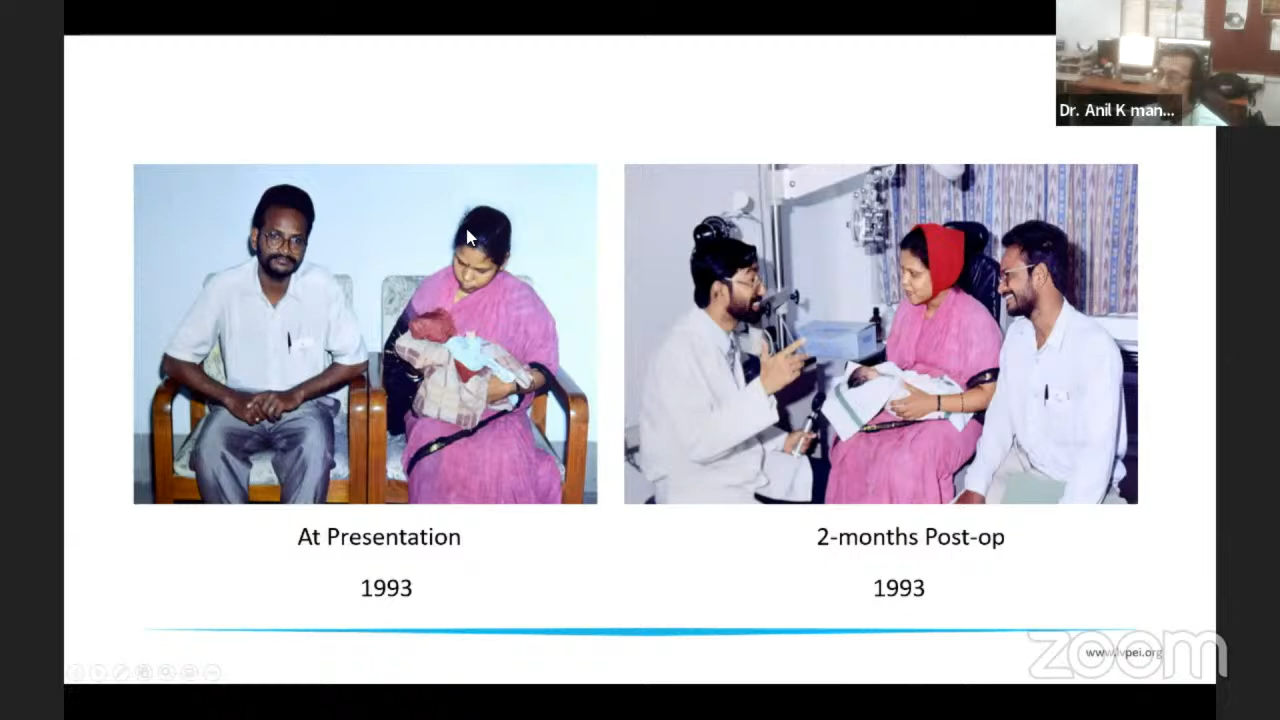 Dr. Anil K man...
At Presentation
2-months Post-op
1993
1993
www.lvpei.org
zoom